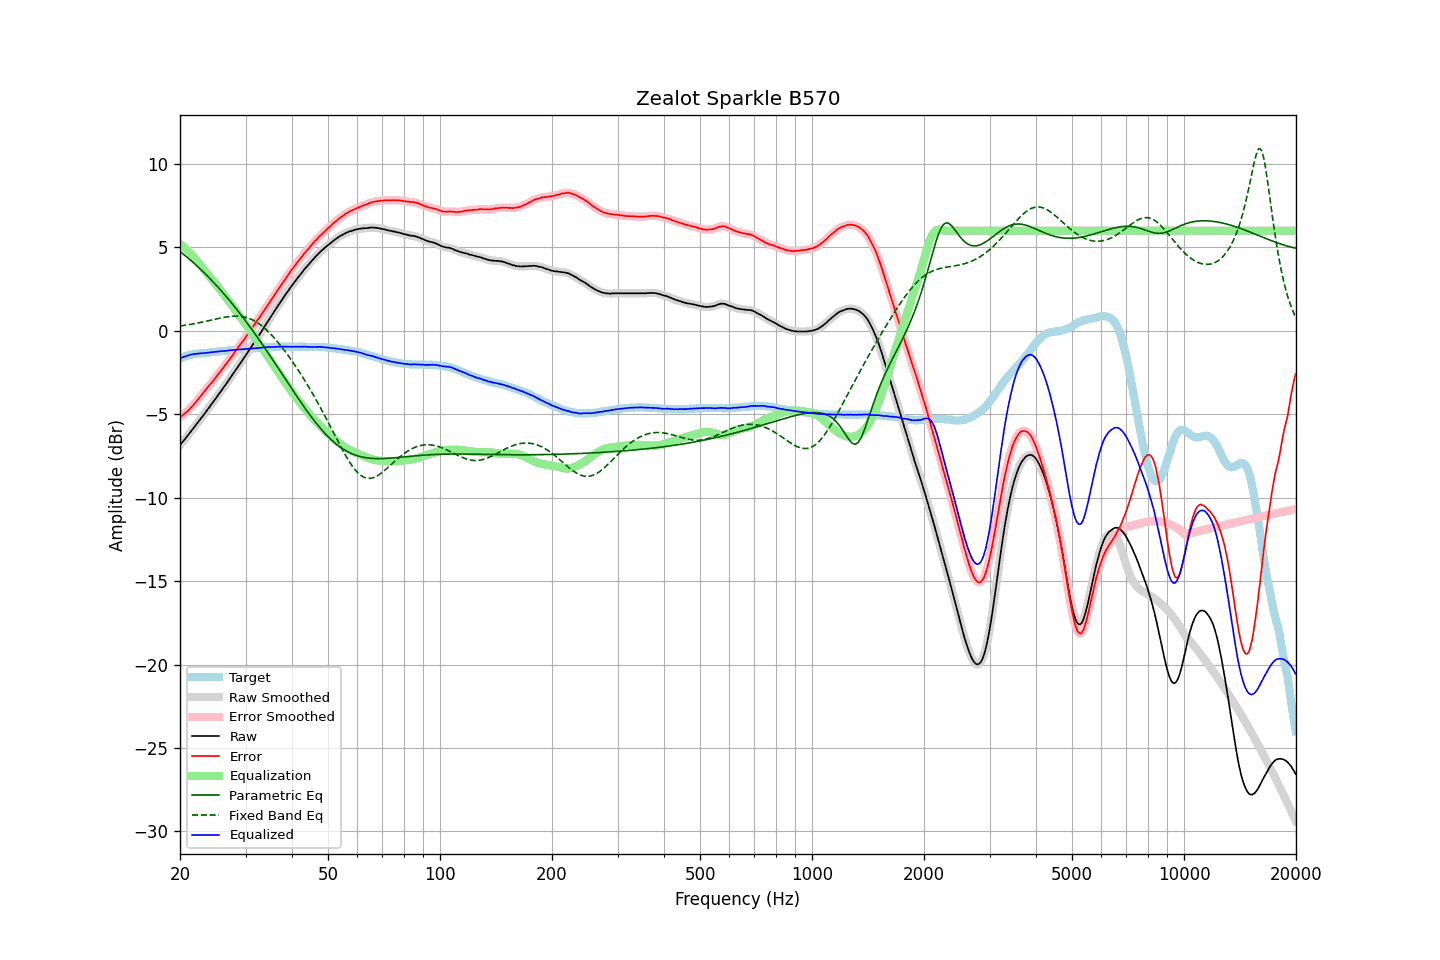 Zealot Sparkle B570
Amplitude (dBr)
10
5
0
−5
−10
−15
−20
−25
−30
Target
Raw Smoothed
Error Smoothed
Raw
Error
Equalization
Parametric Eq
Fixed Band Eq
Equalized
20 50 100 200 500 1000 2000 5000 10000 20000
Frequency (Hz)